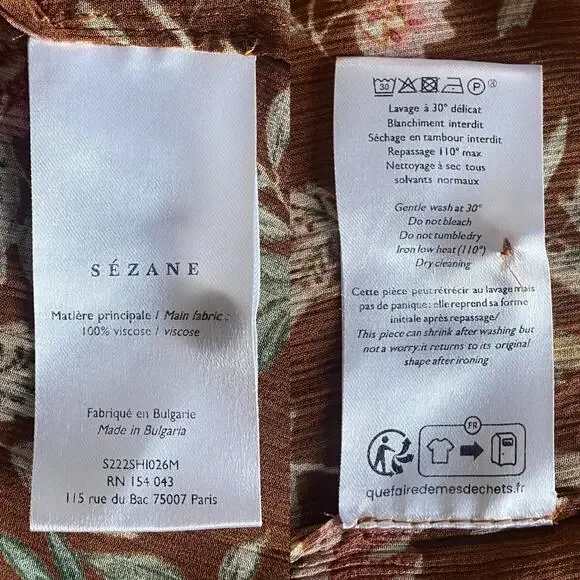 SÉZANE
Matière principale / Main fabric :
100% viscose / viscose
Fabriqué en Bulgarie
Made in Bulgaria
S222SHI026M
RN 154 043
115 rue du Bac 75007 Paris
30 P
Lavage à 30° délicat
Blanchiment interdit
Séchage en tambour interdit
Repassage 110° max
Nettoyage à sec tous
solvants normaux
Gentle wash at 30°
Do not bleach
Do not tumble dry
Iron low heat (110°)
Dry cleaning
Cette pièce peut rétrécir au lavage mais
pas de panique : elle reprend sa forme
initiale après repassage/
This piece can shrink after washing but
not a worry: it returns to its original
shape after ironing
FR
quefairedemesdechets.fr